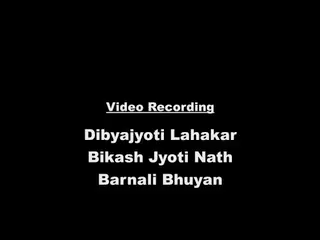 Video Recording
Dibyajyoti Lahakar
Bikash Jyoti Nath
Barnali Bhuyan